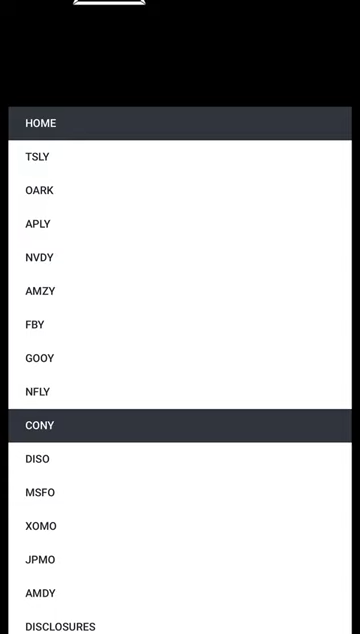 HOME
TSLY
OARK
APLY
NVDY
AMZY
FBY
GOOY
NFLY
CONY
DISO
MSFO
XOMO
JPMO
AMDY
DISCLOSURES